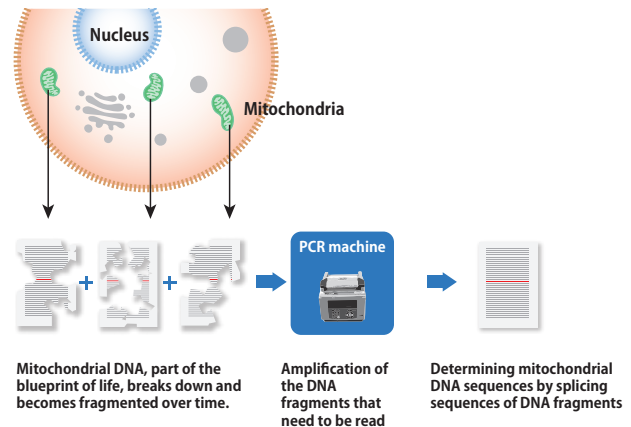 Nucleus
Mitochondria
PCR machine
Mitochondrial DNA, part of the
blueprint of life, breaks down and
becomes fragmented over time.
Amplification of
the DNA
fragments that
need to be read
Determining mitochondrial
DNA sequences by splicing
sequences of DNA fragments